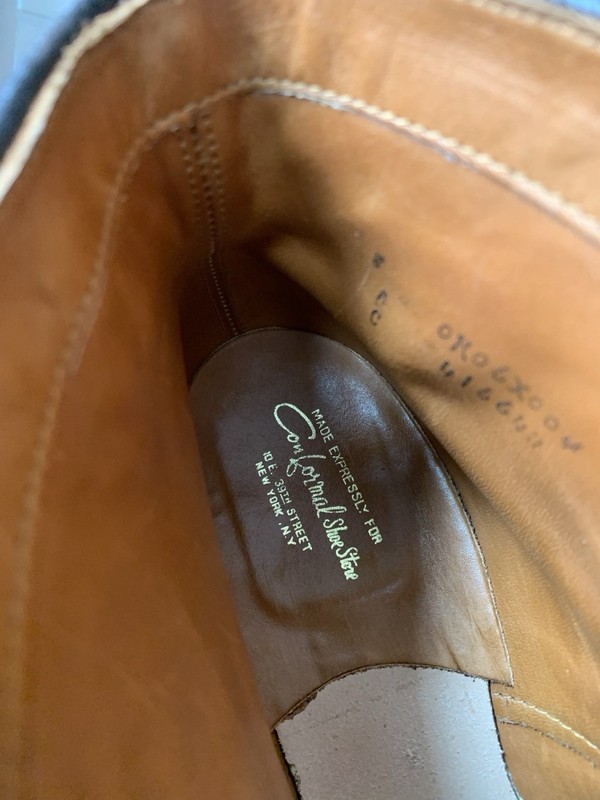 MADE EXPRESSLY FOR
Conformal Shoe Store
10 E. 39TH STREET
NEW YORK, N.Y